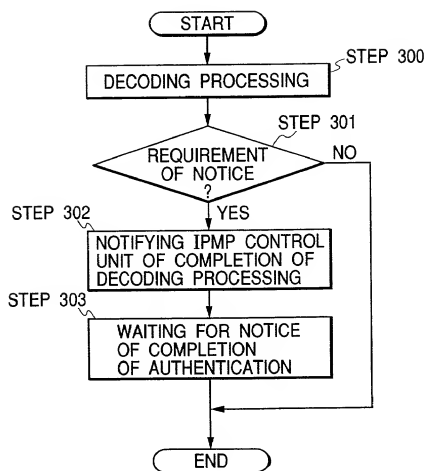 START
STEP 300
DECODING PROCESSING
STEP 301
REQUIREMENT
OF NOTICE
?
NO
YES
STEP 302
NOTIFYING IPMP CONTROL
UNIT OF COMPLETION OF
DECODING PROCESSING
STEP 303
WAITING FOR NOTICE
OF COMPLETION
OF AUTHENTICATION
END